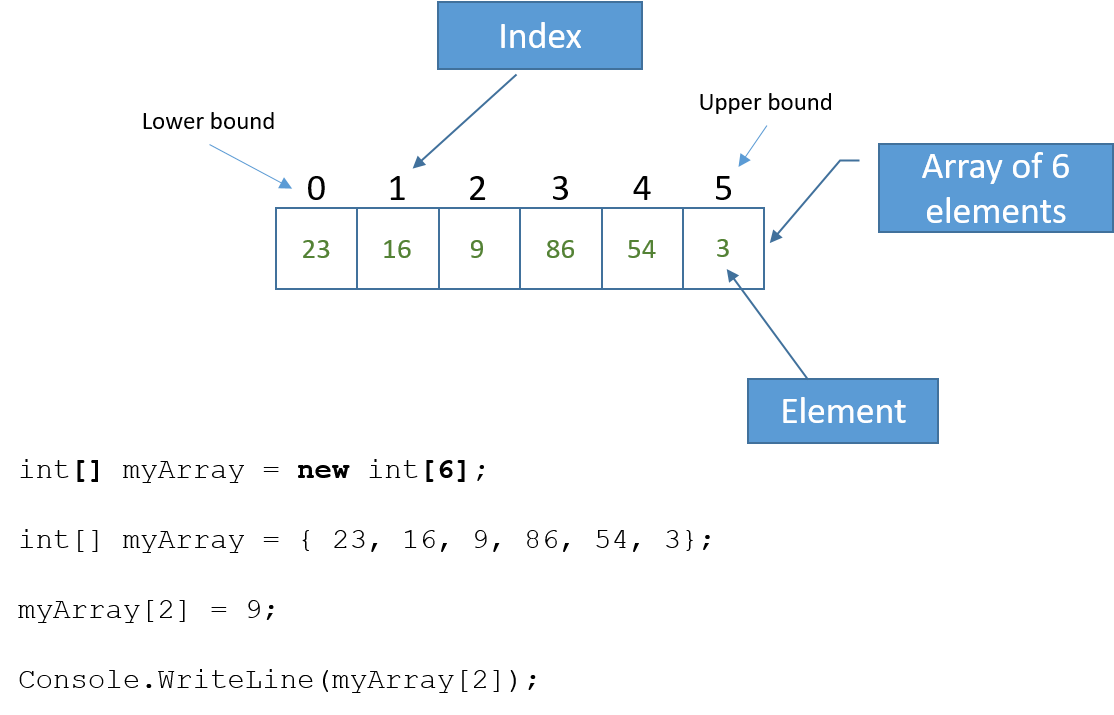 Index
Lower bound
Upper bound
Array of 6
elements
0 1 2 3 4 5
23 16 9 86 54 3
Element
int[] myArray = new int[6];
int[] myArray = { 23, 16, 9, 86, 54, 3};
myArray[2] = 9;
Console.WriteLine(myArray[2]);